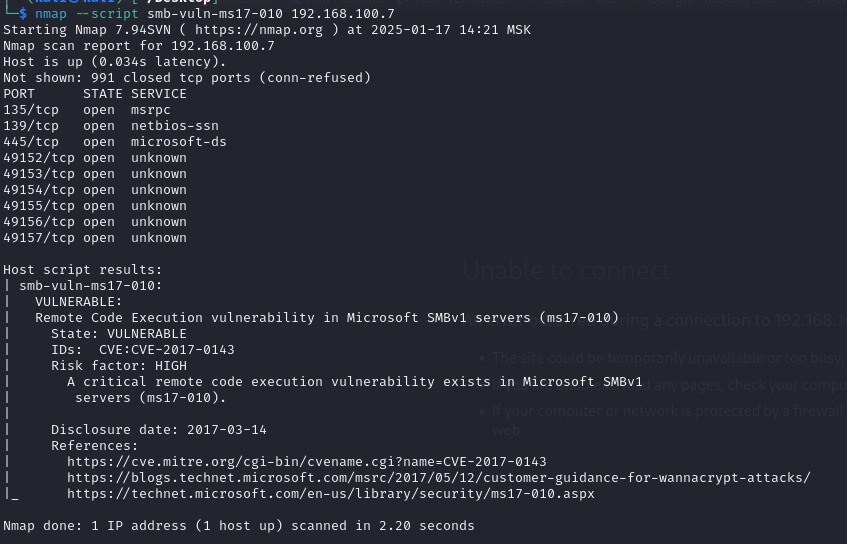 └─$ nmap --script smb-vuln-ms17-010 192.168.100.7
Starting Nmap 7.94SVN ( https://nmap.org ) at 2025-01-17 14:21 MSK
Nmap scan report for 192.168.100.7
Host is up (0.034s latency).
Not shown: 991 closed tcp ports (conn-refused)
PORT      STATE SERVICE
135/tcp   open  msrpc
139/tcp   open  netbios-ssn
445/tcp   open  microsoft-ds
49152/tcp open  unknown
49153/tcp open  unknown
49154/tcp open  unknown
49155/tcp open  unknown
49156/tcp open  unknown
49157/tcp open  unknown
Host script results:
| smb-vuln-ms17-010:
|   VULNERABLE:
|   Remote Code Execution vulnerability in Microsoft SMBv1 servers (ms17-010)
|     State: VULNERABLE
|     IDs:  CVE:CVE-2017-0143
|     Risk factor: HIGH
|       A critical remote code execution vulnerability exists in Microsoft SMBv1
|        servers (ms17-010).
|
|     Disclosure date: 2017-03-14
|     References:
|       https://cve.mitre.org/cgi-bin/cvename.cgi?name=CVE-2017-0143
|       https://blogs.technet.microsoft.com/msrc/2017/05/12/customer-guidance-for-wannacrypt-attacks/
|_      https://technet.microsoft.com/en-us/library/security/ms17-010.aspx
Nmap done: 1 IP address (1 host up) scanned in 2.20 seconds
Unable to connect
during a connection to 192.168.1
The site could be temporarily unavailable or too busy.
any pages, check your compu
If your computer or network is protected by a firewall
web.